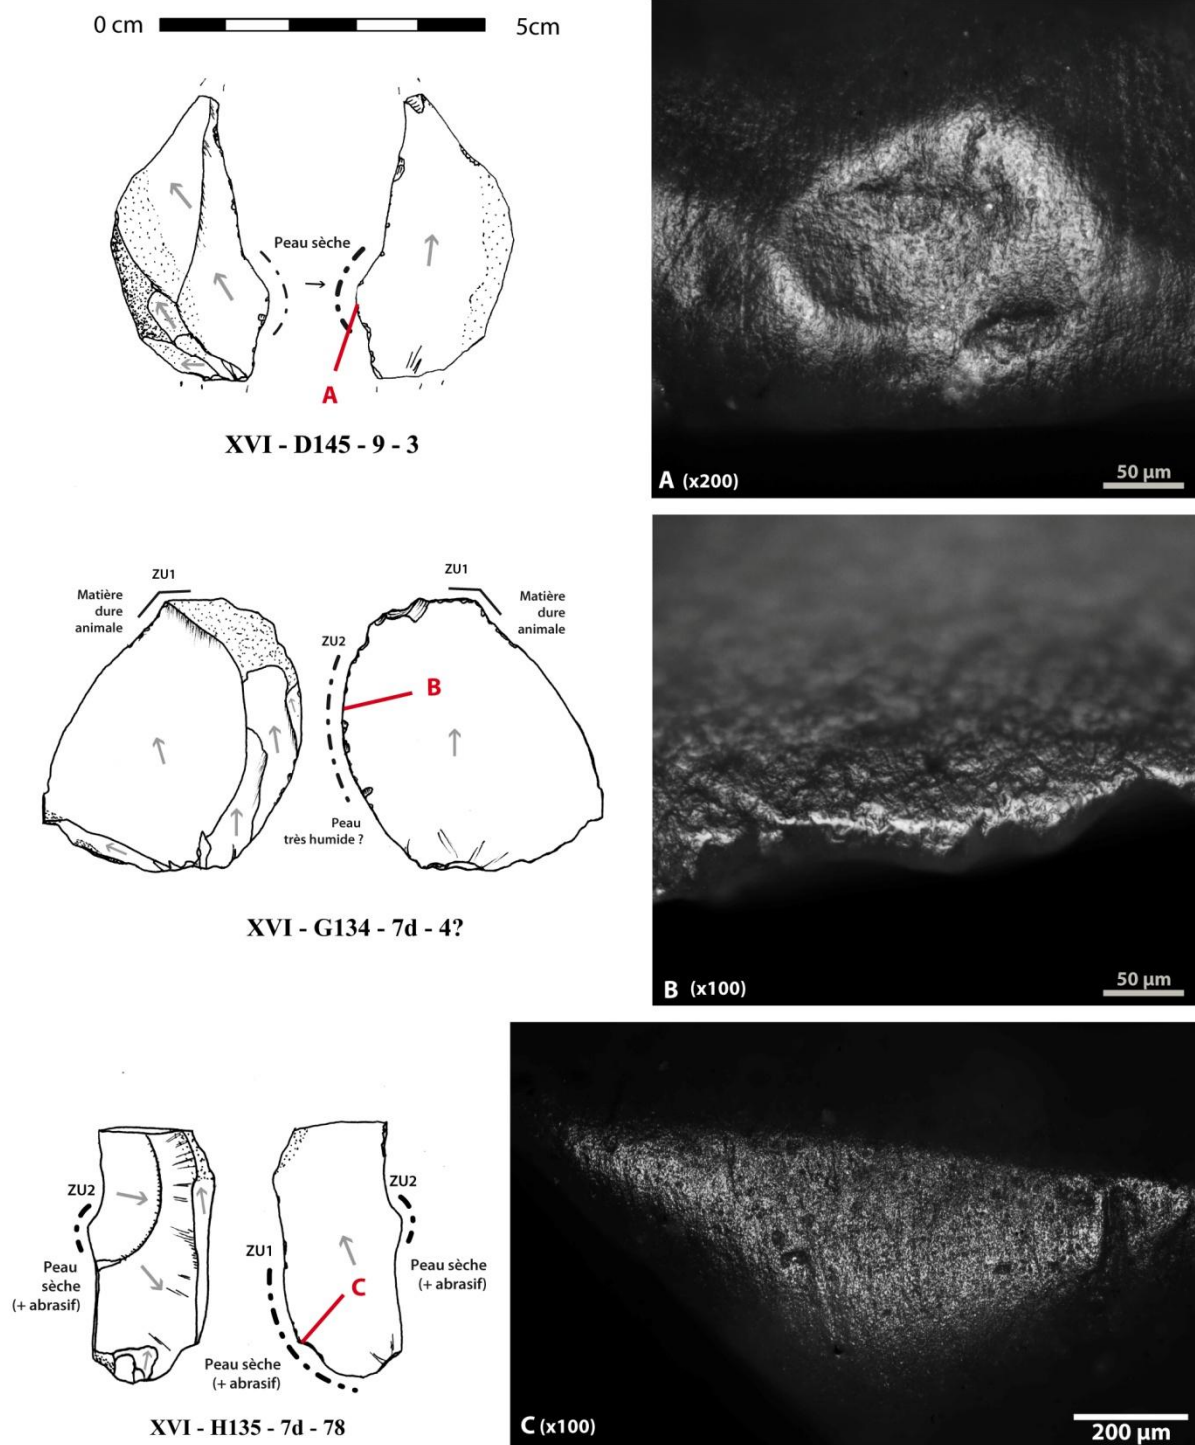 0 cm 5cm
Peau sèche
A
XVI - D145 - 9 - 3
A (x200)
50 µm
ZU1
Matière
dure
animale
ZU1
Matière
dure
animale
ZU2
B
Peau
très humide ?
XVI - G134 - 7d - 4?
B (x100)
50 µm
ZU2
Peau
sèche
(+ abrasif)
ZU2
Peau sèche
(+ abrasif)
ZU1
C
Peau sèche
(+ abrasif)
XVI - H135 - 7d - 78
C (x100)
200 µm